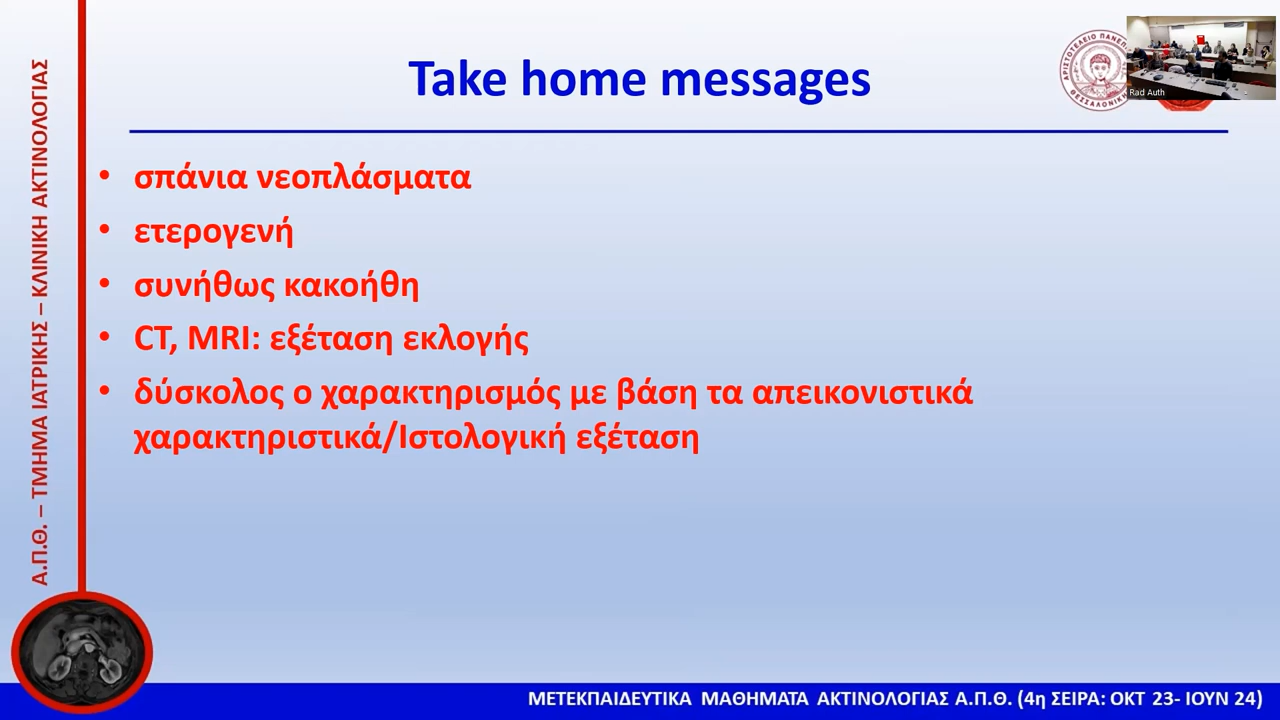 Take home messages
• σπάνια νεοπλάσματα
• ετερογενή
• συνήθως κακοήθη
• CT, MRI: εξέταση εκλογής
• δύσκολος ο χαρακτηρισμός με βάση τα απεικονιστικά
χαρακτηριστικά/Ιστολογική εξέταση
Α.Π.Θ. – ΤΜΗΜΑ ΙΑΤΡΙΚΗΣ – ΚΛΙΝΙΚΗ ΑΚΤΙΝΟΛΟΓΙΑΣ
ΑΡΙΣΤΟΤΕΛΕΙΟ
Rad Auth
ΜΕΤΕΚΠΑΙΔΕΥΤΙΚΑ ΜΑΘΗΜΑΤΑ ΑΚΤΙΝΟΛΟΓΙΑΣ Α.Π.Θ. (4η ΣΕΙΡΑ: ΟΚΤ 23- ΙΟΥΝ 24)